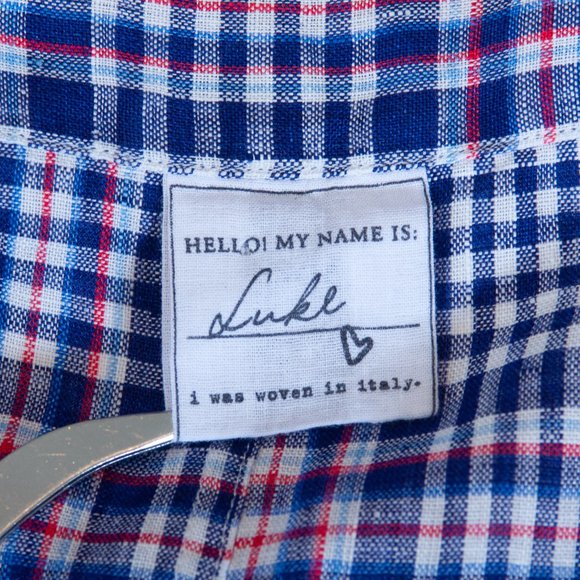 HELLO! MY NAME IS:
Luke
i was woven in italy.